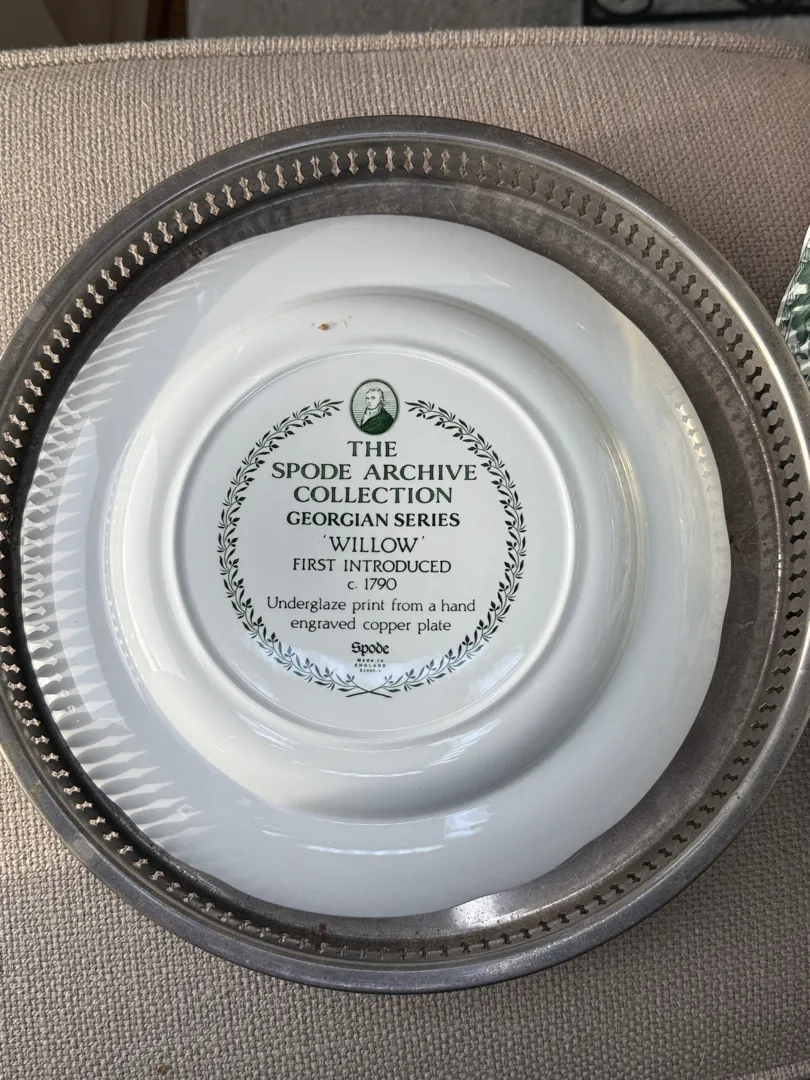 THE
SPODE ARCHIVE
COLLECTION
GEORGIAN SERIES
'WILLOW'
FIRST INTRODUCED
c. 1790
Underglaze print from a hand
engraved copper plate
Spode
Made in
ENGLAND